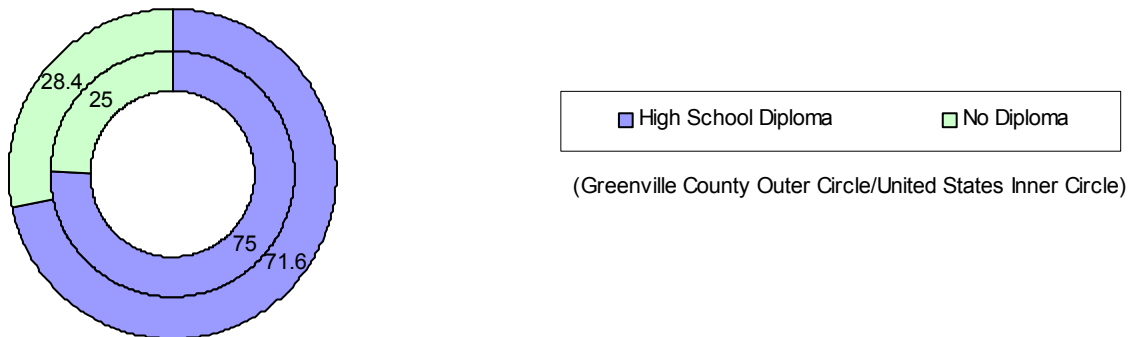 28.4
25
High School Diploma No Diploma
(Greenville County Outer Circle/United States Inner Circle)
75
71.6